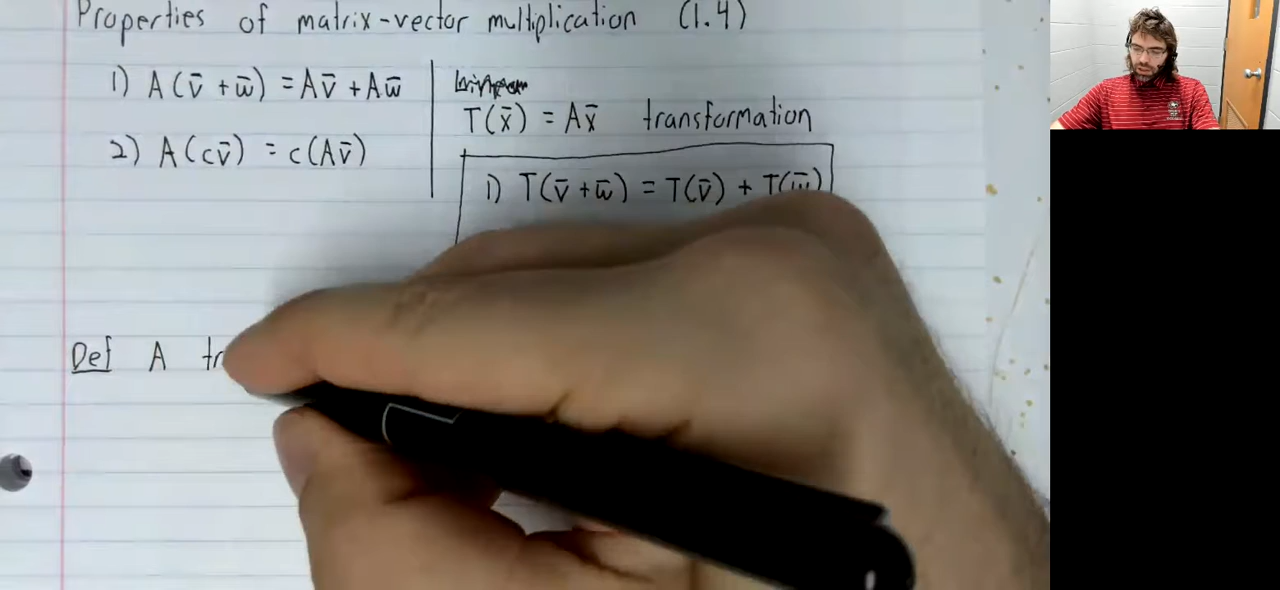 Properties of matrix-vector multiplication (1.4)
1) A(v̄ + w̄) = Av̄ + Aw̄
2) A(cv̄) = c(Av̄)
T(x̄) = Ax̄ transformation
1) T(v̄ + w̄) = T(v̄) + T(w̄)
Def A tr